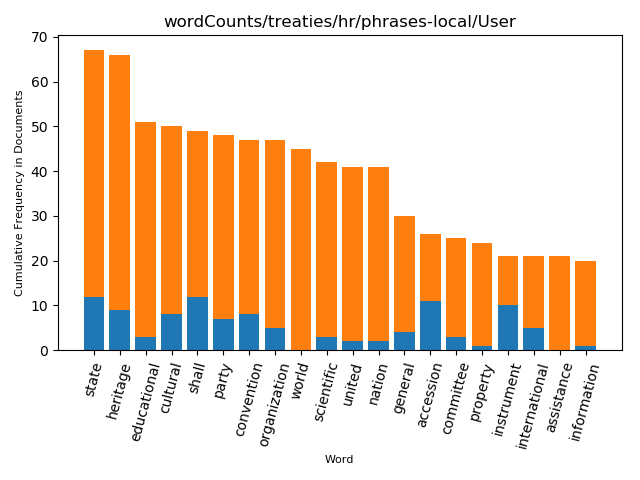 wordCounts/treaties/hr/phrases-local/User
Cumulative Frequency in Documents
70
60
50
40
30
20
10
0
state
heritage
educational
cultural
shall
party
convention
organization
world
scientific
united
nation
general
accession
committee
property
instrument
international
assistance
information
Word